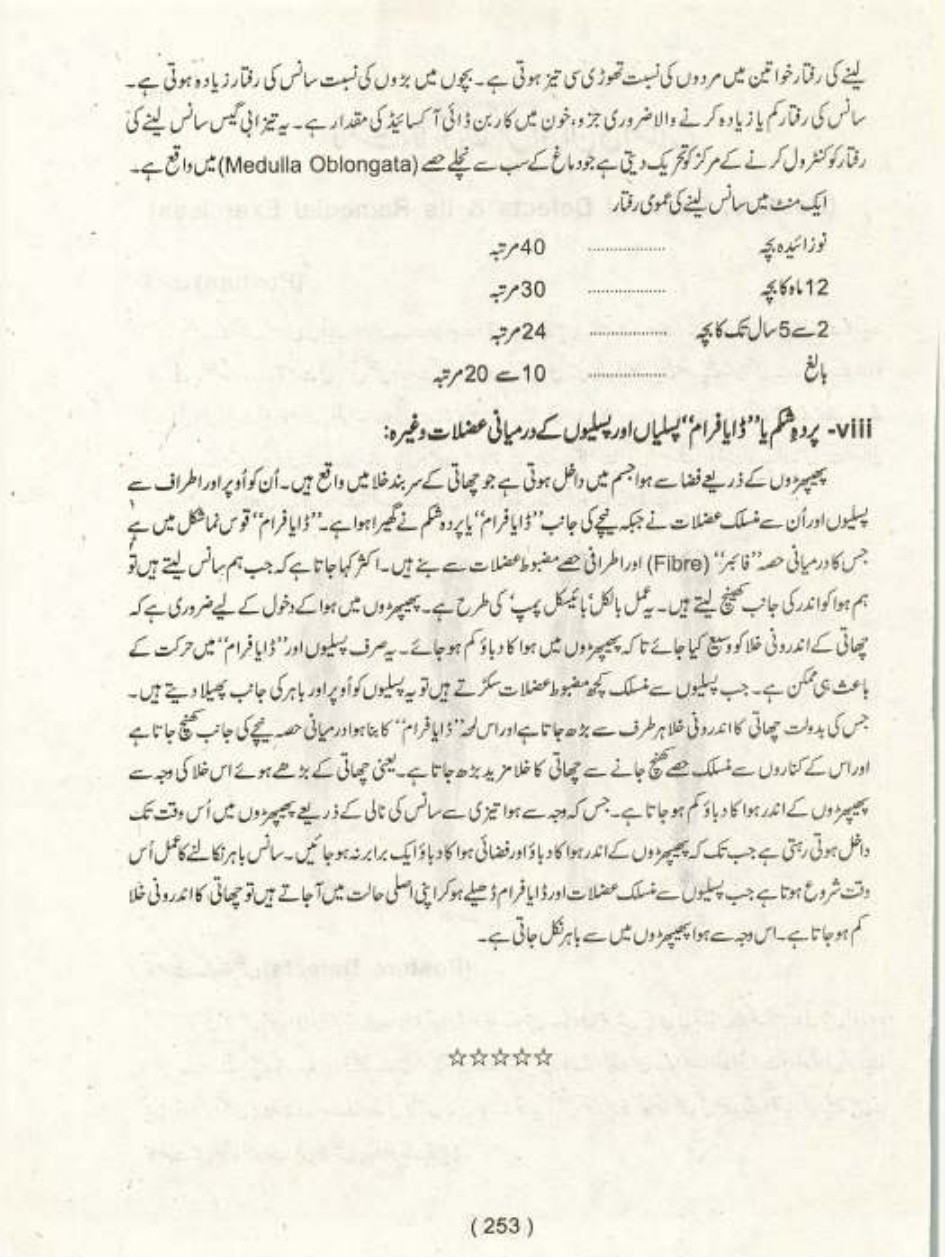 لینے کی رفتار خواتین میں مردوں کی نسبت تھوڑی سی تیز ہوتی ہے۔ بچوں میں بڑوں کی نسبت سانس کی رفتار زیادہ ہوتی ہے۔
سانس کی رفتار کم یا زیادہ کرنے والا ضروری جزو، خون میں کاربن ڈائی آکسائیڈ کی مقدار ہے۔ یہ تیزابی گیس سانس لینے کی
رفتار کو کنٹرول کرنے کے مرکز کو تحریک دیتی ہے جو دماغ کے سب سے نچلے حصے (Medulla Oblongata) میں واقع ہے۔
ایک منٹ میں سانس لینے کی عمومی رفتار
نوزائیدہ بچہ .................. 40 مرتبہ
12 ماہ کا بچہ .................. 30 مرتبہ
2 سے 5 سال تک کا بچہ .................. 24 مرتبہ
بالغ .................. 10 سے 20 مرتبہ
viii- پردہ شکم یا ”ڈایا فرام“ پسلیاں اور پسلیوں کے درمیانی عضلات وغیرہ:
پھیپھڑوں کے ذریعے فضا سے ہوا جسم میں داخل ہوتی ہے جو چھاتی کے سر بند خلا میں واقع ہیں۔ اُن کو اُوپر اور اطراف سے
پسلیوں اور اُن سے منسلک عضلات نے جبکہ نیچے کی جانب ”ڈایا فرام“ یا پردہ شکم نے گھیرا ہوا ہے۔ ”ڈایا فرام“ قوس نما شکل میں ہے
جس کا درمیانی حصہ ”فائبر“ (Fibre) اور اطرافی حصے مضبوط عضلات سے بنے ہیں۔ اکثر کہا جاتا ہے کہ جب ہم سانس لیتے ہیں تو
ہم ہوا کو اندر کی جانب کھینچ لیتے ہیں۔ یہ عمل بالکل ’بائیسکل پمپ‘ کی طرح ہے۔ پھیپھڑوں میں ہوا کے دخول کے لیے ضروری ہے کہ
چھاتی کے اندرونی خلا کو وسیع کیا جائے تاکہ پھیپھڑوں میں ہوا کا دباؤ کم ہو جائے۔ یہ صرف پسلیوں اور ”ڈایا فرام“ میں حرکت کے
باعث ہی ممکن ہے۔ جب پسلیوں سے منسلک کچھ مضبوط عضلات سکڑتے ہیں تو یہ پسلیوں کو اُوپر اور باہر کی جانب پھیلا دیتے ہیں۔
جس کی بدولت چھاتی کا اندرونی خلا ہر طرف سے بڑھ جاتا ہے اور اس لمحہ ”ڈایا فرام“ کا بنا ہوا درمیانی حصہ نیچے کی جانب کھنچ جاتا ہے
اور اس کے کناروں سے منسلک حصے کھنچ جانے سے چھاتی کا خلا مزید بڑھ جاتا ہے۔ یعنی چھاتی کے بڑھے ہوئے اس خلا کی وجہ سے
پھیپھڑوں کے اندر ہوا کا دباؤ کم ہو جاتا ہے۔ جس کہ وجہ سے ہوا تیزی سے سانس کی نالی کے ذریعے پھیپھڑوں میں اُس وقت تک
داخل ہوتی رہتی ہے جب تک کہ پھیپھڑوں کے اندر ہوا کا دباؤ اور فضائی ہوا کا دباؤ ایک برابر نہ ہو جائیں۔ سانس باہر نکالنے کا عمل اُس
وقت شروع ہوتا ہے جب پسلیوں سے منسلک عضلات اور ڈایا فرام ڈھیلے ہو کر اپنی اصلی حالت میں آ جاتے ہیں تو چھاتی کا اندرونی خلا
کم ہو جاتا ہے۔ اس وجہ سے ہوا پھیپھڑوں میں سے باہر نکل جاتی ہے۔
☆☆☆☆☆
( 253 )